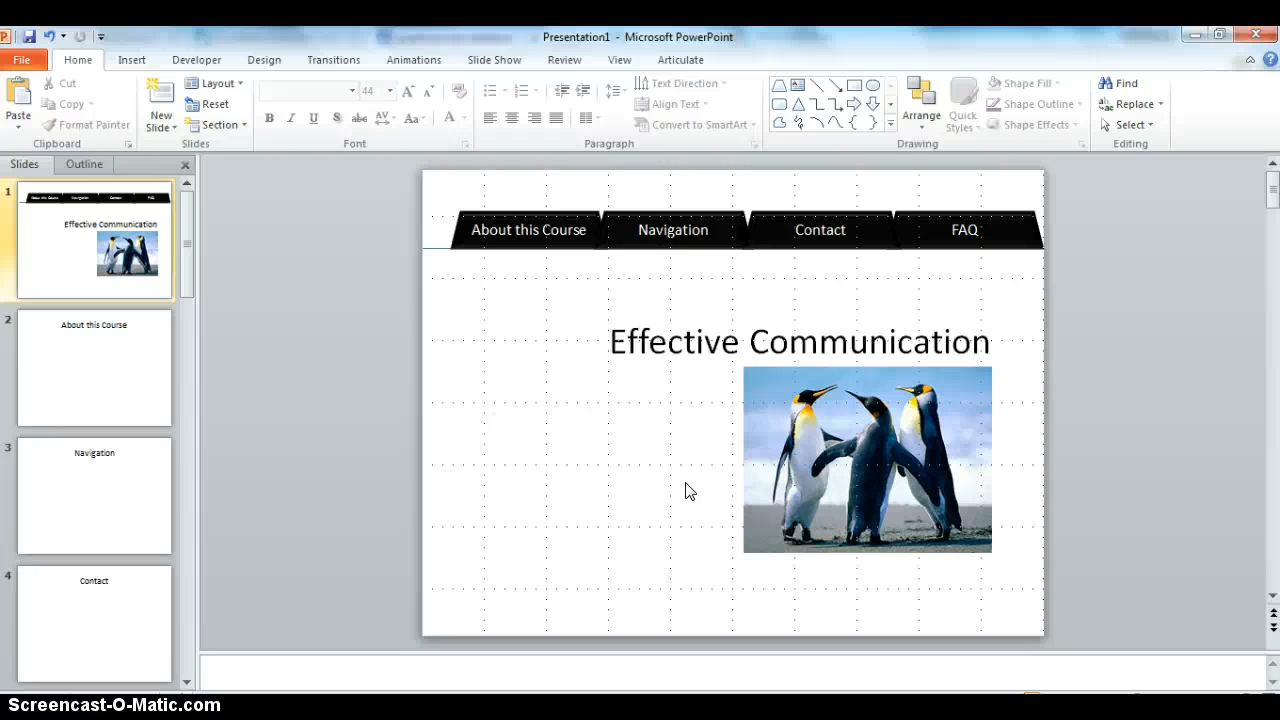 Presentation1 - Microsoft PowerPoint
File Home Insert Developer Design Transitions Animations Slide Show Review View Articulate
Paste
Cut
Copy
Format Painter
Clipboard
New Slide
Layout
Reset
Section
Slides
44
B I U S abc AV Aa A
Font
Text Direction
Align Text
Convert to SmartArt
Paragraph
Arrange
Quick Styles
Shape Fill
Shape Outline
Shape Effects
Drawing
Find
Replace
Select
Editing
Slides Outline
1
About this Course Navigation Contact FAQ
Effective Communication
2
About this Course
3
Navigation
4
Contact
About this Course Navigation Contact FAQ
Effective Communication
Screencast-O-Matic.com